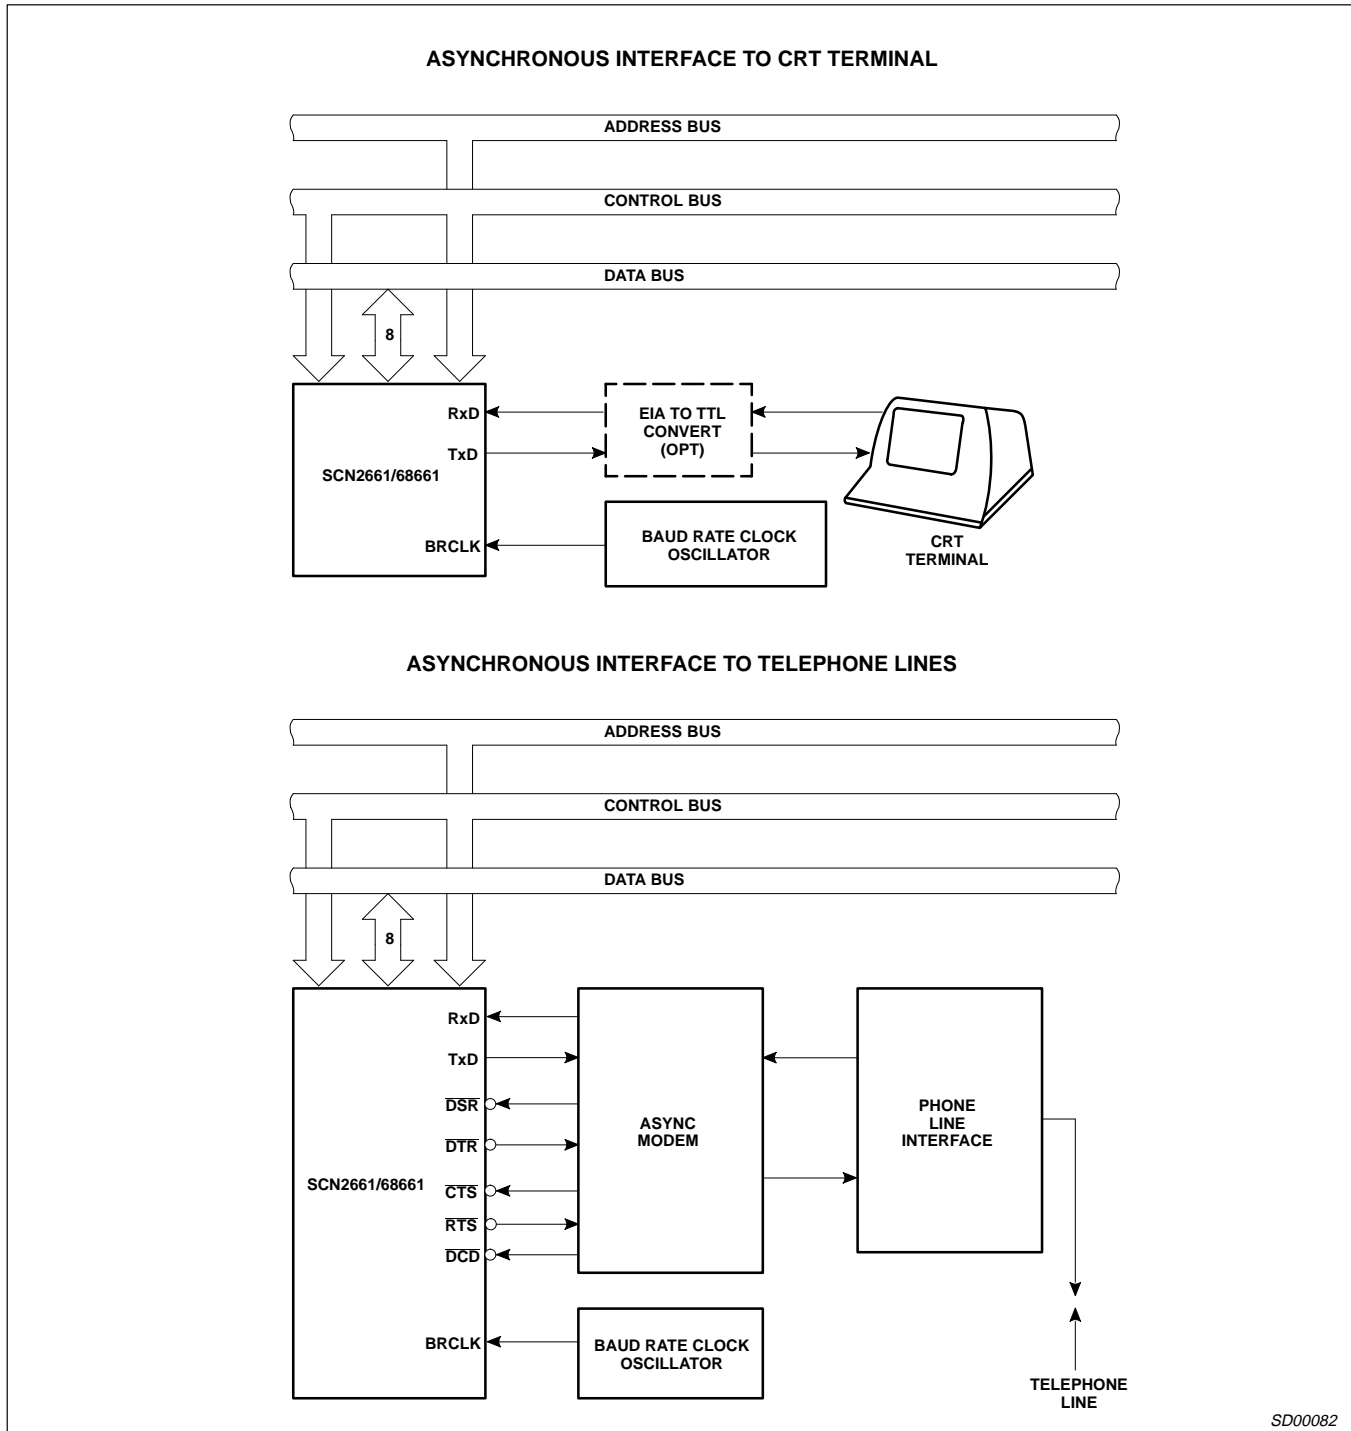 ASYNCHRONOUS INTERFACE TO CRT TERMINAL
ADDRESS BUS
CONTROL BUS
DATA BUS
8
RxD
TxD
SCN2661/68661
BRCLK
EIA TO TTL
CONVERT
(OPT)
BAUD RATE CLOCK
OSCILLATOR
CRT
TERMINAL
ASYNCHRONOUS INTERFACE TO TELEPHONE LINES
ADDRESS BUS
CONTROL BUS
DATA BUS
8
RxD
TxD
DSR
DTR
CTS
SCN2661/68661
RTS
DCD
BRCLK
ASYNC
MODEM
PHONE
LINE
INTERFACE
BAUD RATE CLOCK
OSCILLATOR
TELEPHONE
LINE
SD00082